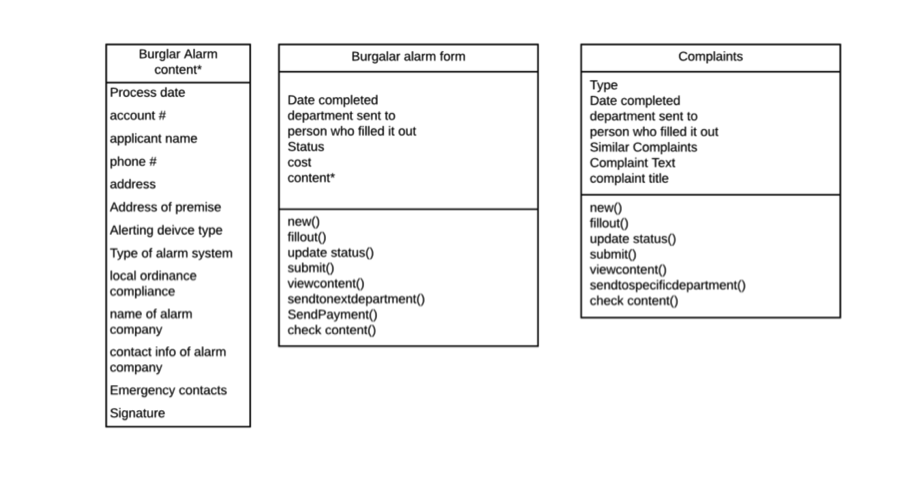 Burglar Alarm
content*
Process date
account #
applicant name
phone #
address
Address of premise
Alerting deivce type
Type of alarm system
local ordinance
compliance
name of alarm
company
contact info of alarm
company
Emergency contacts
Signature
Burgalar alarm form
Date completed
department sent to
person who filled it out
Status
cost
content*
new()
fillout()
update status()
submit()
viewcontent()
sendtonextdepartment()
SendPayment()
check content()
Complaints
Type
Date completed
department sent to
person who filled it out
Similar Complaints
Complaint Text
complaint title
new()
fillout()
update status()
submit()
viewcontent()
sendtospecificdepartment()
check content()